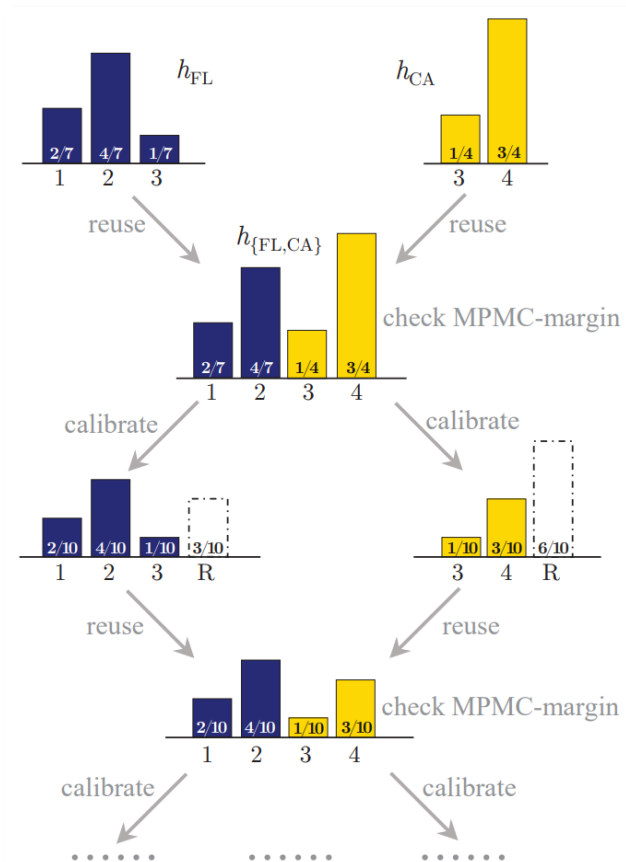 h_FL h_CA
2/7 4/7 1/7 1/4 3/4
1 2 3 3 4
reuse reuse
h_{FL,CA}
check MPMC-margin
2/7 4/7 1/4 3/4
1 2 3 4
calibrate calibrate
2/10 4/10 1/10 3/10 1/10 3/10 6/10
1 2 3 R 3 4 R
reuse reuse
check MPMC-margin
2/10 4/10 1/10 3/10
1 2 3 4
calibrate calibrate